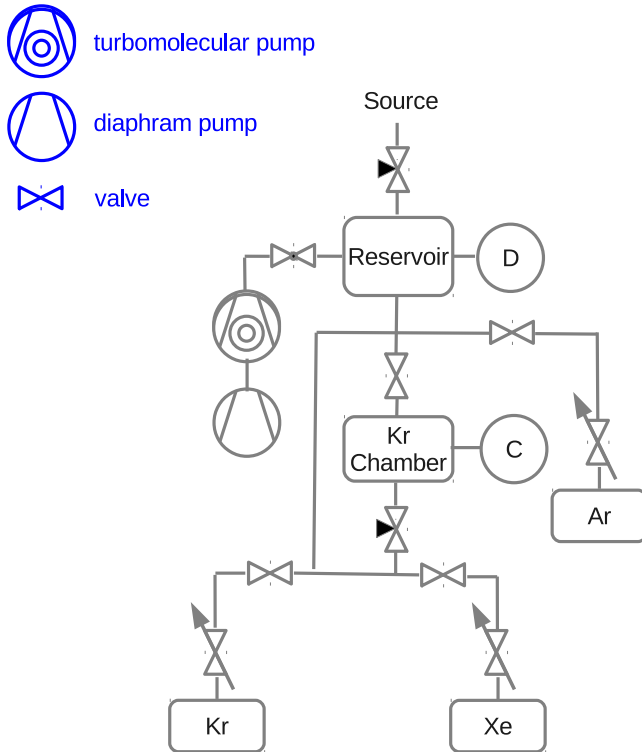 turbomolecular pump
diaphram pump
valve
Source
Reservoir
D
Kr
Chamber
C
Ar
Kr
Xe